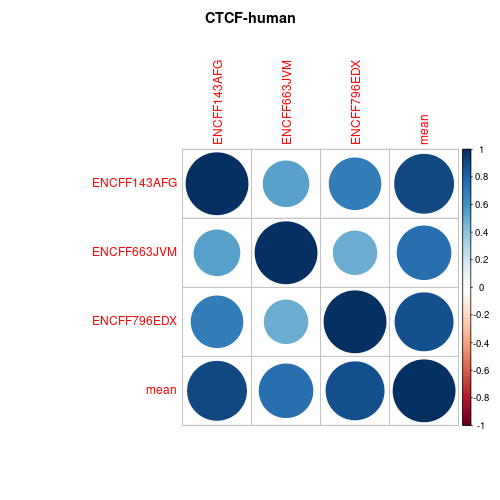 CTCF-human
ENCFF143AFG
ENCFF663JVM
ENCFF796EDX
mean
ENCFF143AFG
ENCFF663JVM
ENCFF796EDX
mean
1
0.8
0.6
0.4
0.2
0
-0.2
-0.4
-0.6
-0.8
-1